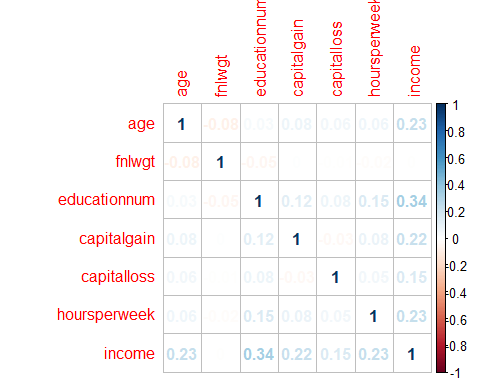 age fnlwgt educationnum capitalgain capitalloss hoursperweek income
age 1 -0.08 0.03 0.08 0.06 0.06 0.23
fnlwgt -0.08 1 -0.05
educationnum 0.03 -0.05 1 0.12 0.08 0.15 0.34
capitalgain 0.08 0.12 1 -0.03 0.08 0.22
capitalloss 0.06 0.08 -0.03 1 0.05 0.15
hoursperweek 0.06 -0.02 0.15 0.08 0.05 1 0.23
income 0.23 0.34 0.22 0.15 0.23 1
1
0.8
0.6
0.4
0.2
0
-0.2
-0.4
-0.6
-0.8
-1